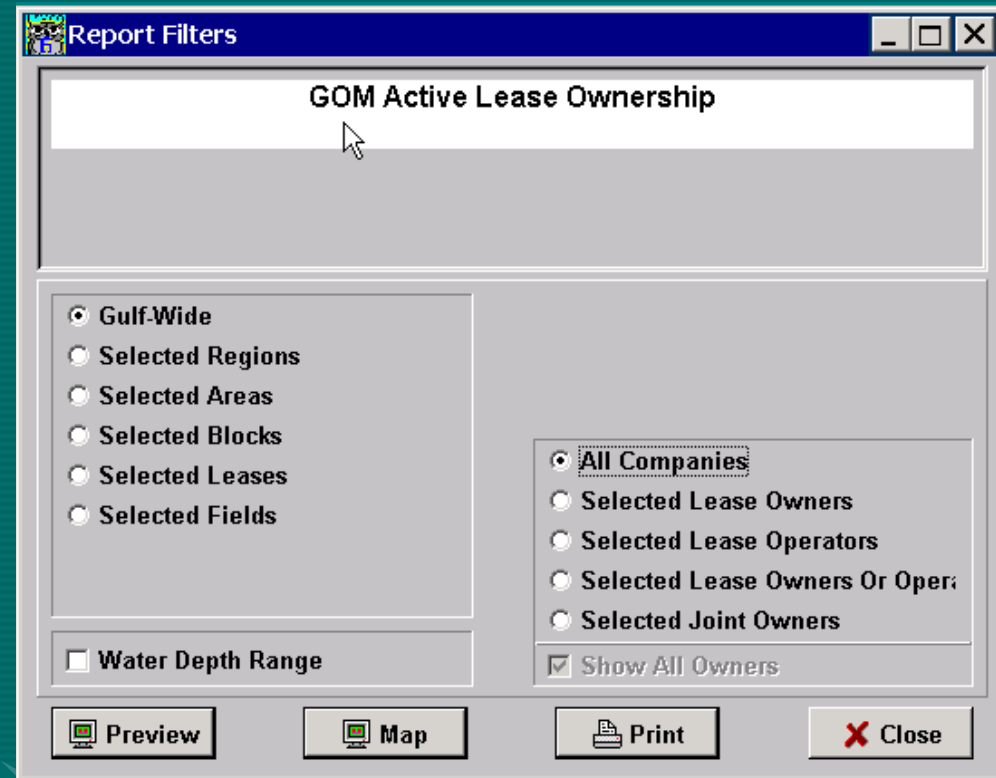 Report Filters
GOM Active Lease Ownership
Gulf-Wide
Selected Regions
Selected Areas
Selected Blocks
Selected Leases
Selected Fields
Water Depth Range
All Companies
Selected Lease Owners
Selected Lease Operators
Selected Lease Owners Or Opera
Selected Joint Owners
Show All Owners
Preview
Map
Print
Close